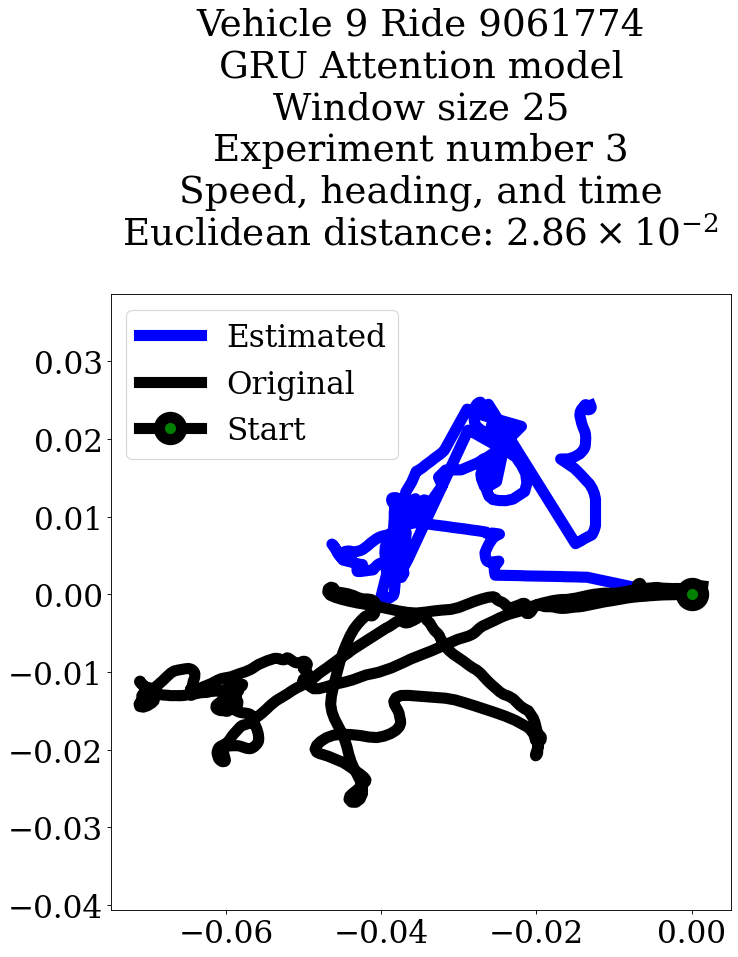 Vehicle 9 Ride 9061774
GRU Attention model
Window size 25
Experiment number 3
Speed, heading, and time
Euclidean distance: 2.86 × 10⁻²
Estimated
Original
Start
0.03
0.02
0.01
0.00
−0.01
−0.02
−0.03
−0.04
−0.06 −0.04 −0.02 0.00